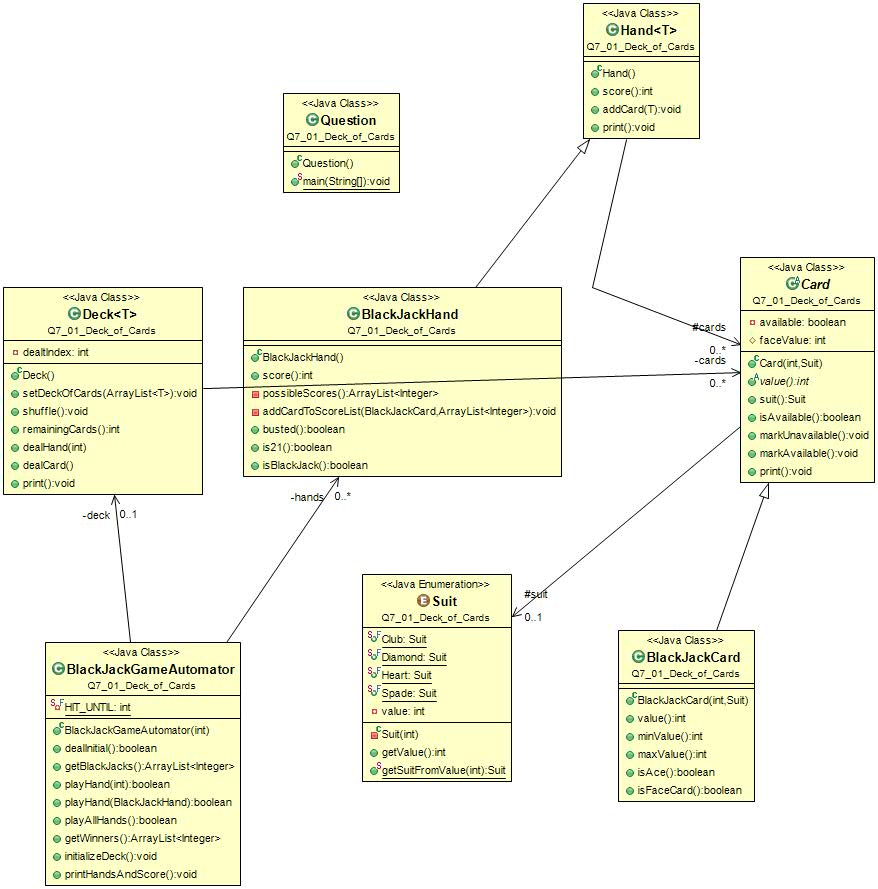 <<Java Class>>
Hand<T>
Q7_01_Deck_of_Cards
Hand()
score():int
addCard(T):void
print():void
<<Java Class>>
Question
Q7_01_Deck_of_Cards
Question()
main(String[]):void
<<Java Class>>
Deck<T>
Q7_01_Deck_of_Cards
dealtIndex: int
Deck()
setDeckOfCards(ArrayList<T>):void
shuffle():void
remainingCards():int
dealHand(int)
dealCard()
print():void
<<Java Class>>
BlackJackHand
Q7_01_Deck_of_Cards
BlackJackHand()
score():int
possibleScores():ArrayList<Integer>
addCardToScoreList(BlackJackCard,ArrayList<Integer>):void
busted():boolean
is21():boolean
isBlackJack():boolean
<<Java Class>>
Card
Q7_01_Deck_of_Cards
available: boolean
faceValue: int
Card(int,Suit)
value():int
suit():Suit
isAvailable():boolean
markUnavailable():void
markAvailable():void
print():void
#cards
0..*
-cards
0..*
-deck 0..1
-hands 0..*
#suit
0..1
<<Java Class>>
BlackJackGameAutomator
Q7_01_Deck_of_Cards
HIT_UNTIL: int
BlackJackGameAutomator(int)
dealInitial():boolean
getBlackJacks():ArrayList<Integer>
playHand(int):boolean
playHand(BlackJackHand):boolean
playAllHands():boolean
getWinners():ArrayList<Integer>
initializeDeck():void
printHandsAndScore():void
<<Java Enumeration>>
Suit
Q7_01_Deck_of_Cards
Club: Suit
Diamond: Suit
Heart: Suit
Spade: Suit
value: int
Suit(int)
getValue():int
getSuitFromValue(int):Suit
<<Java Class>>
BlackJackCard
Q7_01_Deck_of_Cards
BlackJackCard(int,Suit)
value():int
minValue():int
maxValue():int
isAce():boolean
isFaceCard():boolean